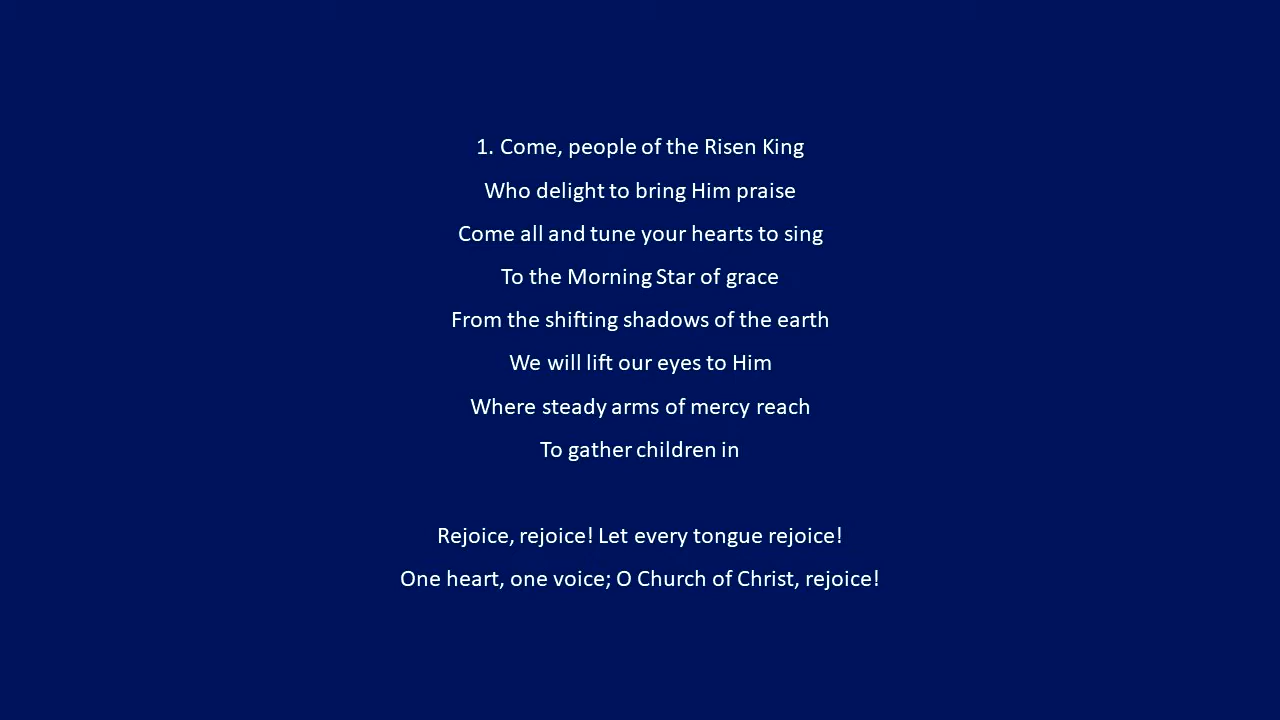 1. Come, people of the Risen King
Who delight to bring Him praise
Come all and tune your hearts to sing
To the Morning Star of grace
From the shifting shadows of the earth
We will lift our eyes to Him
Where steady arms of mercy reach
To gather children in
Rejoice, rejoice! Let every tongue rejoice!
One heart, one voice; O Church of Christ, rejoice!